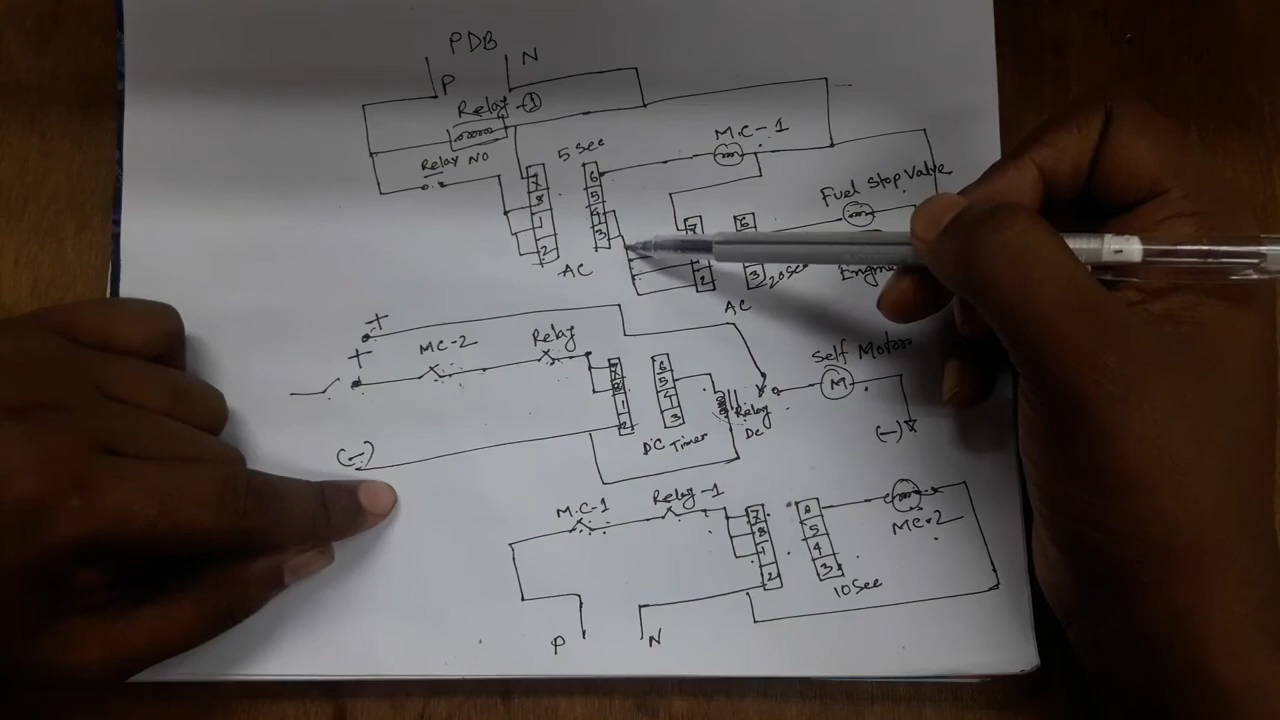 PDB
P N
Relay-1
Relay NO
5 Sec
7 8 1 2
6 5 4 3
AC
M.C-1
Fuel Stop Valve
Engine
7
2
6
3
20sec
AC
+
+
MC-2
Relay
(-)
7 8 1 2
6 5 4 3
DC Timer
Relay
DC
Self Motor
M
(-)
M.C-1
Relay-1
7 8 1 2
5 4 3
10Sec
MC-2
P N